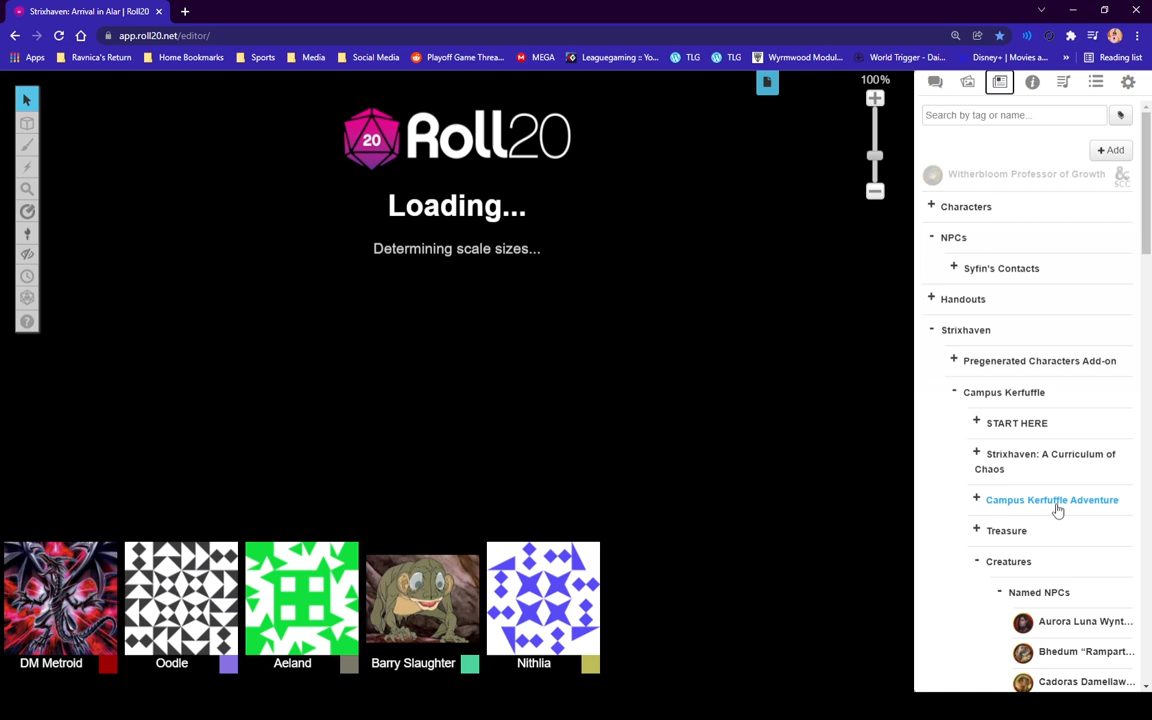 Strixhaven: Arrival in Alar | Roll20
app.roll20.net/editor/
Apps
Ravnica's Return
Home Bookmarks
Sports
Media
Social Media
Playoff Game Threa...
MEGA
Leaguegaming :: Yo...
TLG
TLG
Wyrmwood Modul...
World Trigger - Dai...
Disney+ | Movies a...
»
Reading list
100%
20
Roll20
Loading...
Determining scale sizes...
Search by tag or name...
+ Add
Witherbloom Professor of Growth
& SCC
+ Characters
- NPCs
+ Syfin's Contacts
+ Handouts
- Strixhaven
+ Pregenerated Characters Add-on
- Campus Kerfuffle
+ START HERE
+ Strixhaven: A Curriculum of
Chaos
+ Campus Kerfuffle Adventure
+ Treasure
- Creatures
- Named NPCs
Aurora Luna Wynt...
Bhedum “Rampart...
Cadoras Damellaw...
DM Metroid
Oodle
Aeland
Barry Slaughter
Nithlia